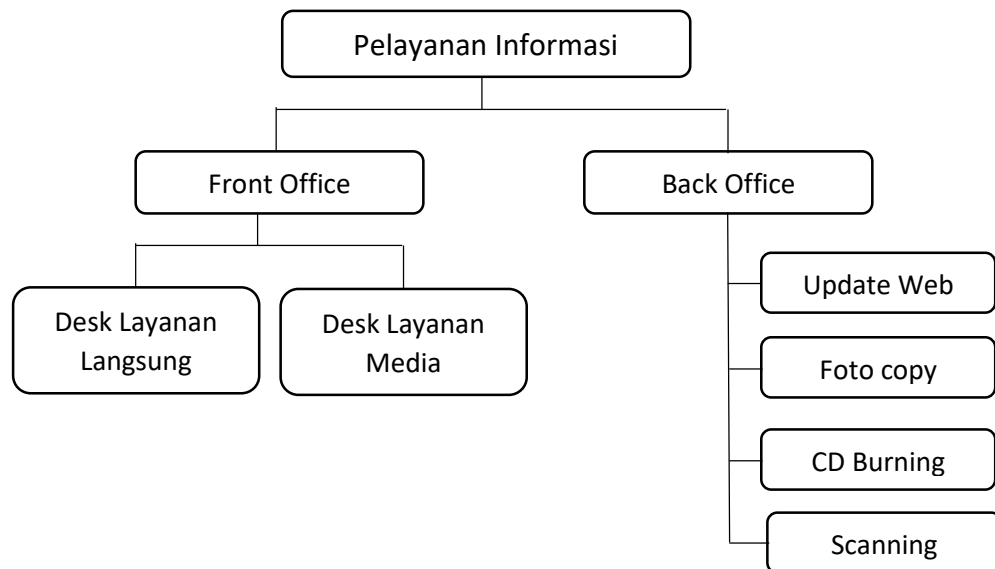 Pelayanan Informasi
Front Office
Back Office
Desk Layanan
Langsung
Desk Layanan
Media
Update Web
Foto copy
CD Burning
Scanning